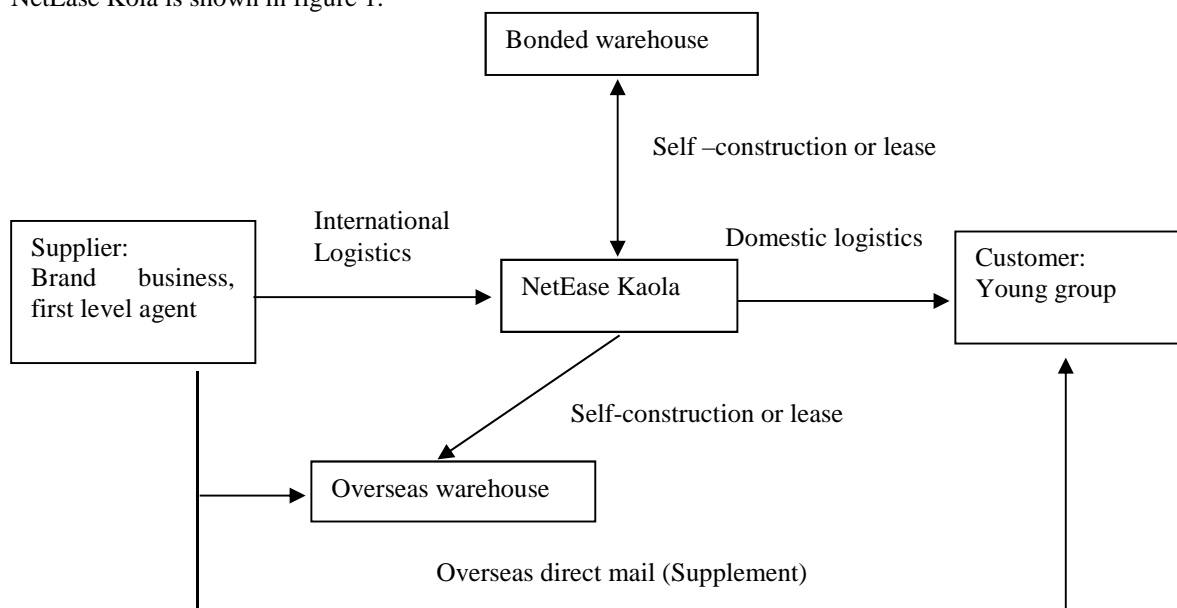 NetEase Kola is shown in figure 1.
Bonded warehouse
Self –construction or lease
International
Logistics
Domestic logistics
Supplier:
Brand business,
first level agent
NetEase Kaola
Customer:
Young group
Self-construction or lease
Overseas warehouse
Overseas direct mail (Supplement)